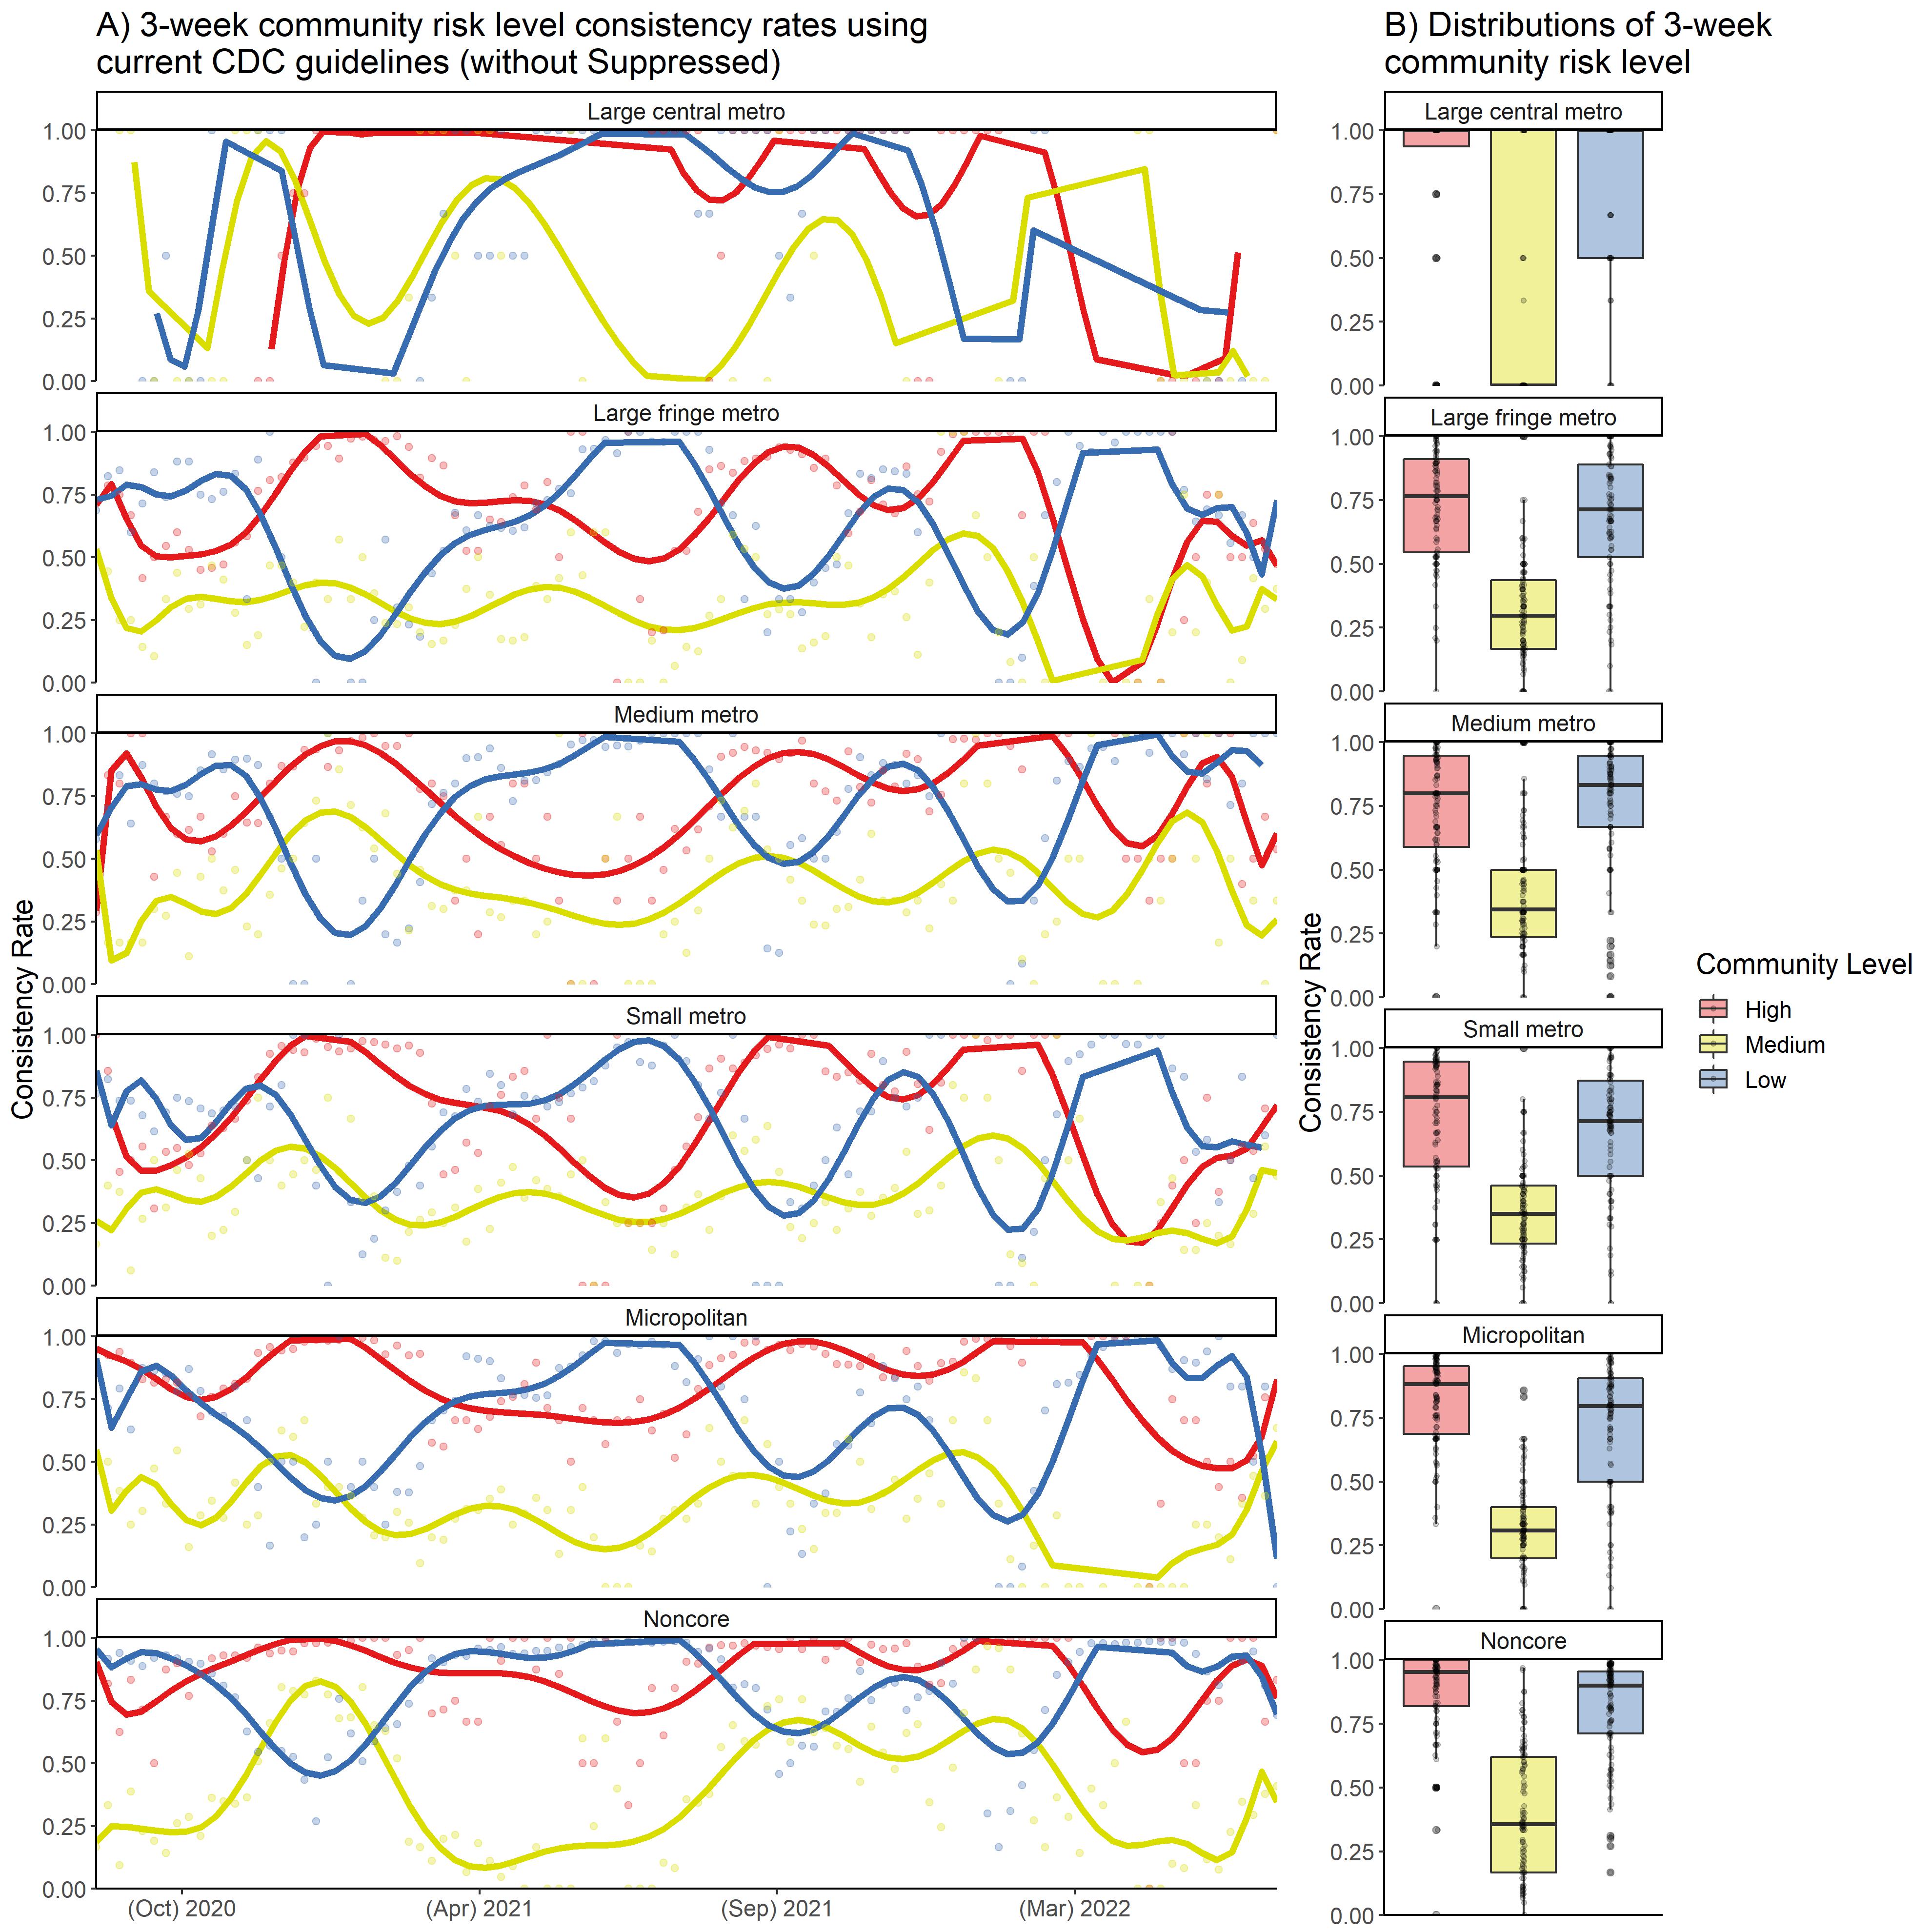 A) 3-week community risk level consistency rates using
current CDC guidelines (without Suppressed)
Consistency Rate
Large central metro
1.00
0.75
0.50
0.25
0.00
Large fringe metro
1.00
0.75
0.50
0.25
0.00
Medium metro
1.00
0.75
0.50
0.25
0.00
Small metro
1.00
0.75
0.50
0.25
0.00
Micropolitan
1.00
0.75
0.50
0.25
0.00
Noncore
1.00
0.75
0.50
0.25
0.00
(Oct) 2020 (Apr) 2021 (Sep) 2021 (Mar) 2022
B) Distributions of 3-week
community risk level
Consistency Rate
Large central metro
1.00
0.75
0.50
0.25
0.00
Large fringe metro
1.00
0.75
0.50
0.25
0.00
Medium metro
1.00
0.75
0.50
0.25
0.00
Small metro
1.00
0.75
0.50
0.25
0.00
Micropolitan
1.00
0.75
0.50
0.25
0.00
Noncore
1.00
0.75
0.50
0.25
0.00
Community Level
High
Medium
Low